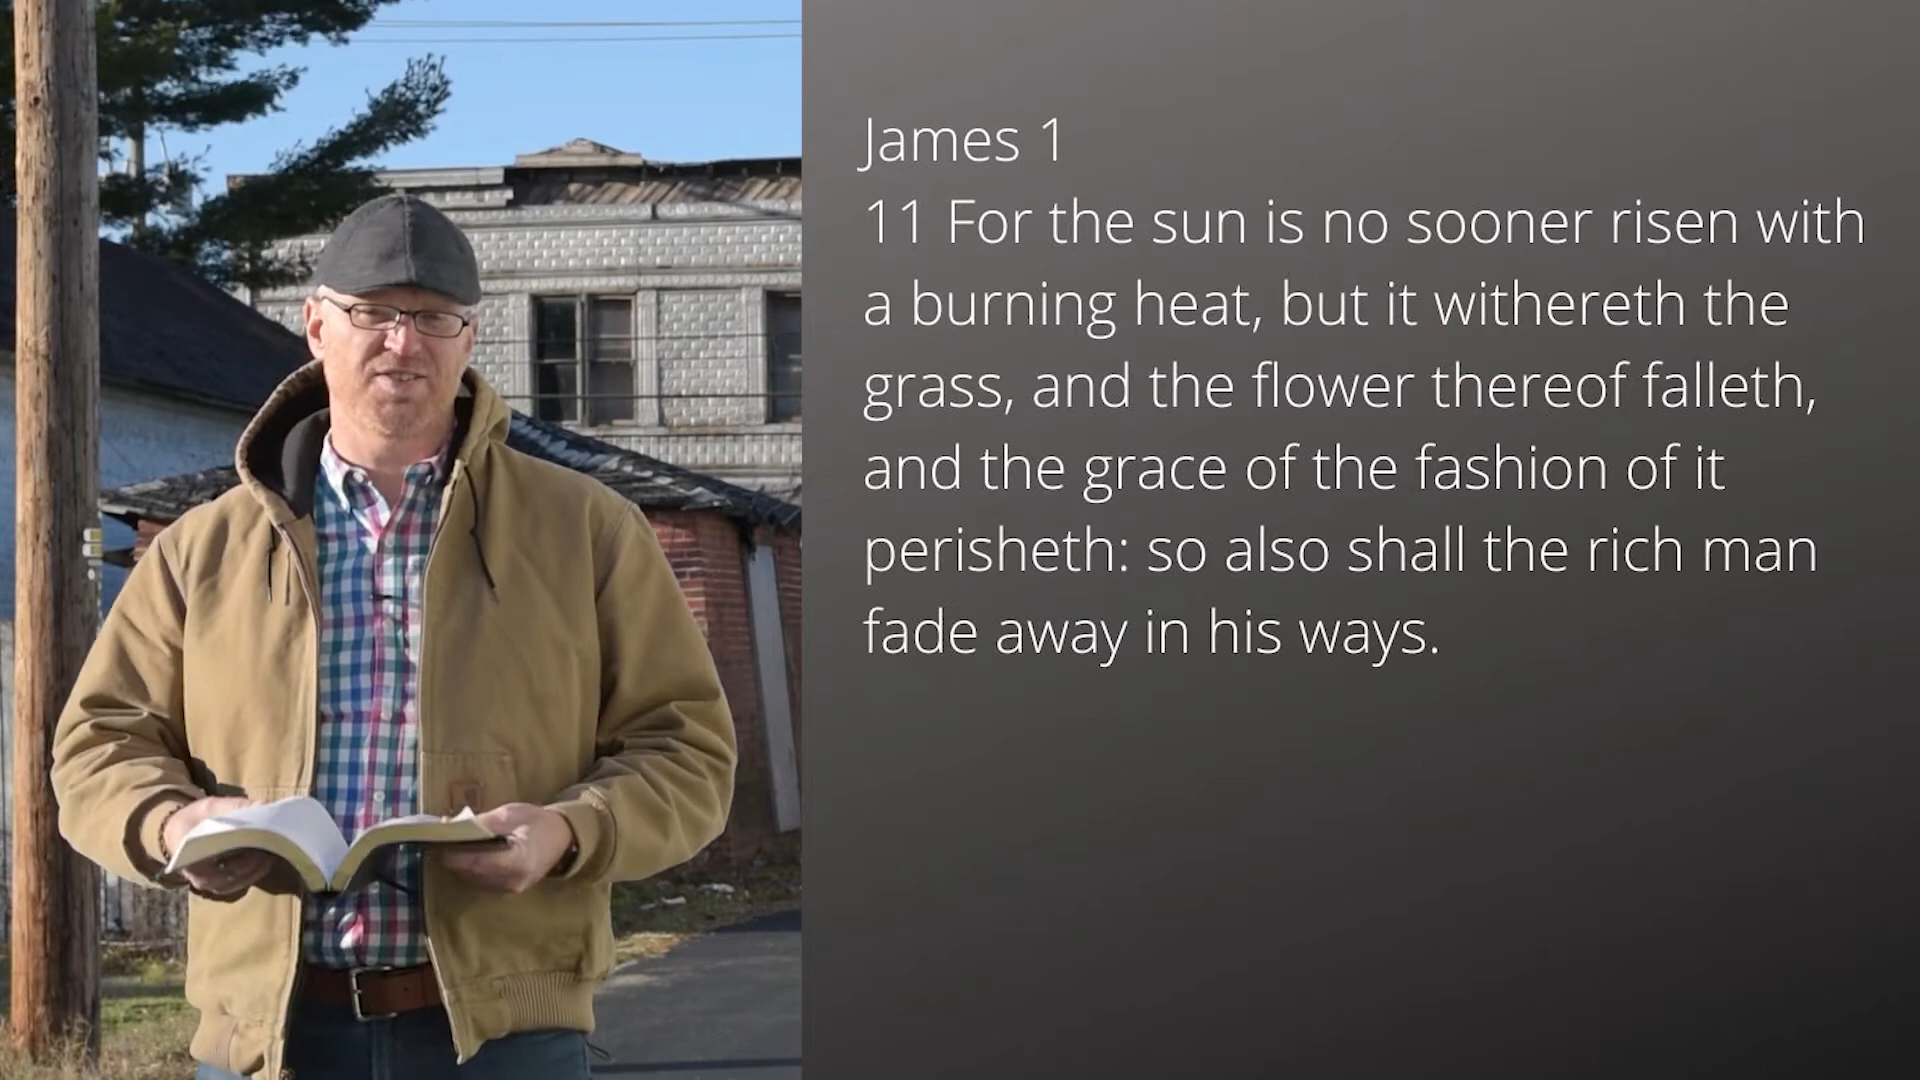 James 1
11 For the sun is no sooner risen with
a burning heat, but it withereth the
grass, and the flower thereof falleth,
and the grace of the fashion of it
perisheth: so also shall the rich man
fade away in his ways.